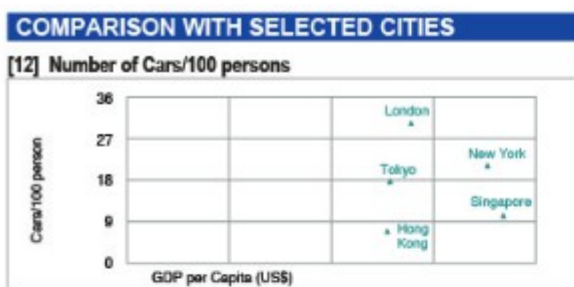 COMPARISON WITH SELECTED CITIES
[12] Number of Cars/100 persons
36
London
27
New York
Tokyo
18
Singapore
9
Hong
Kong
0
Cars/100 person
GDP per Capita (US$)